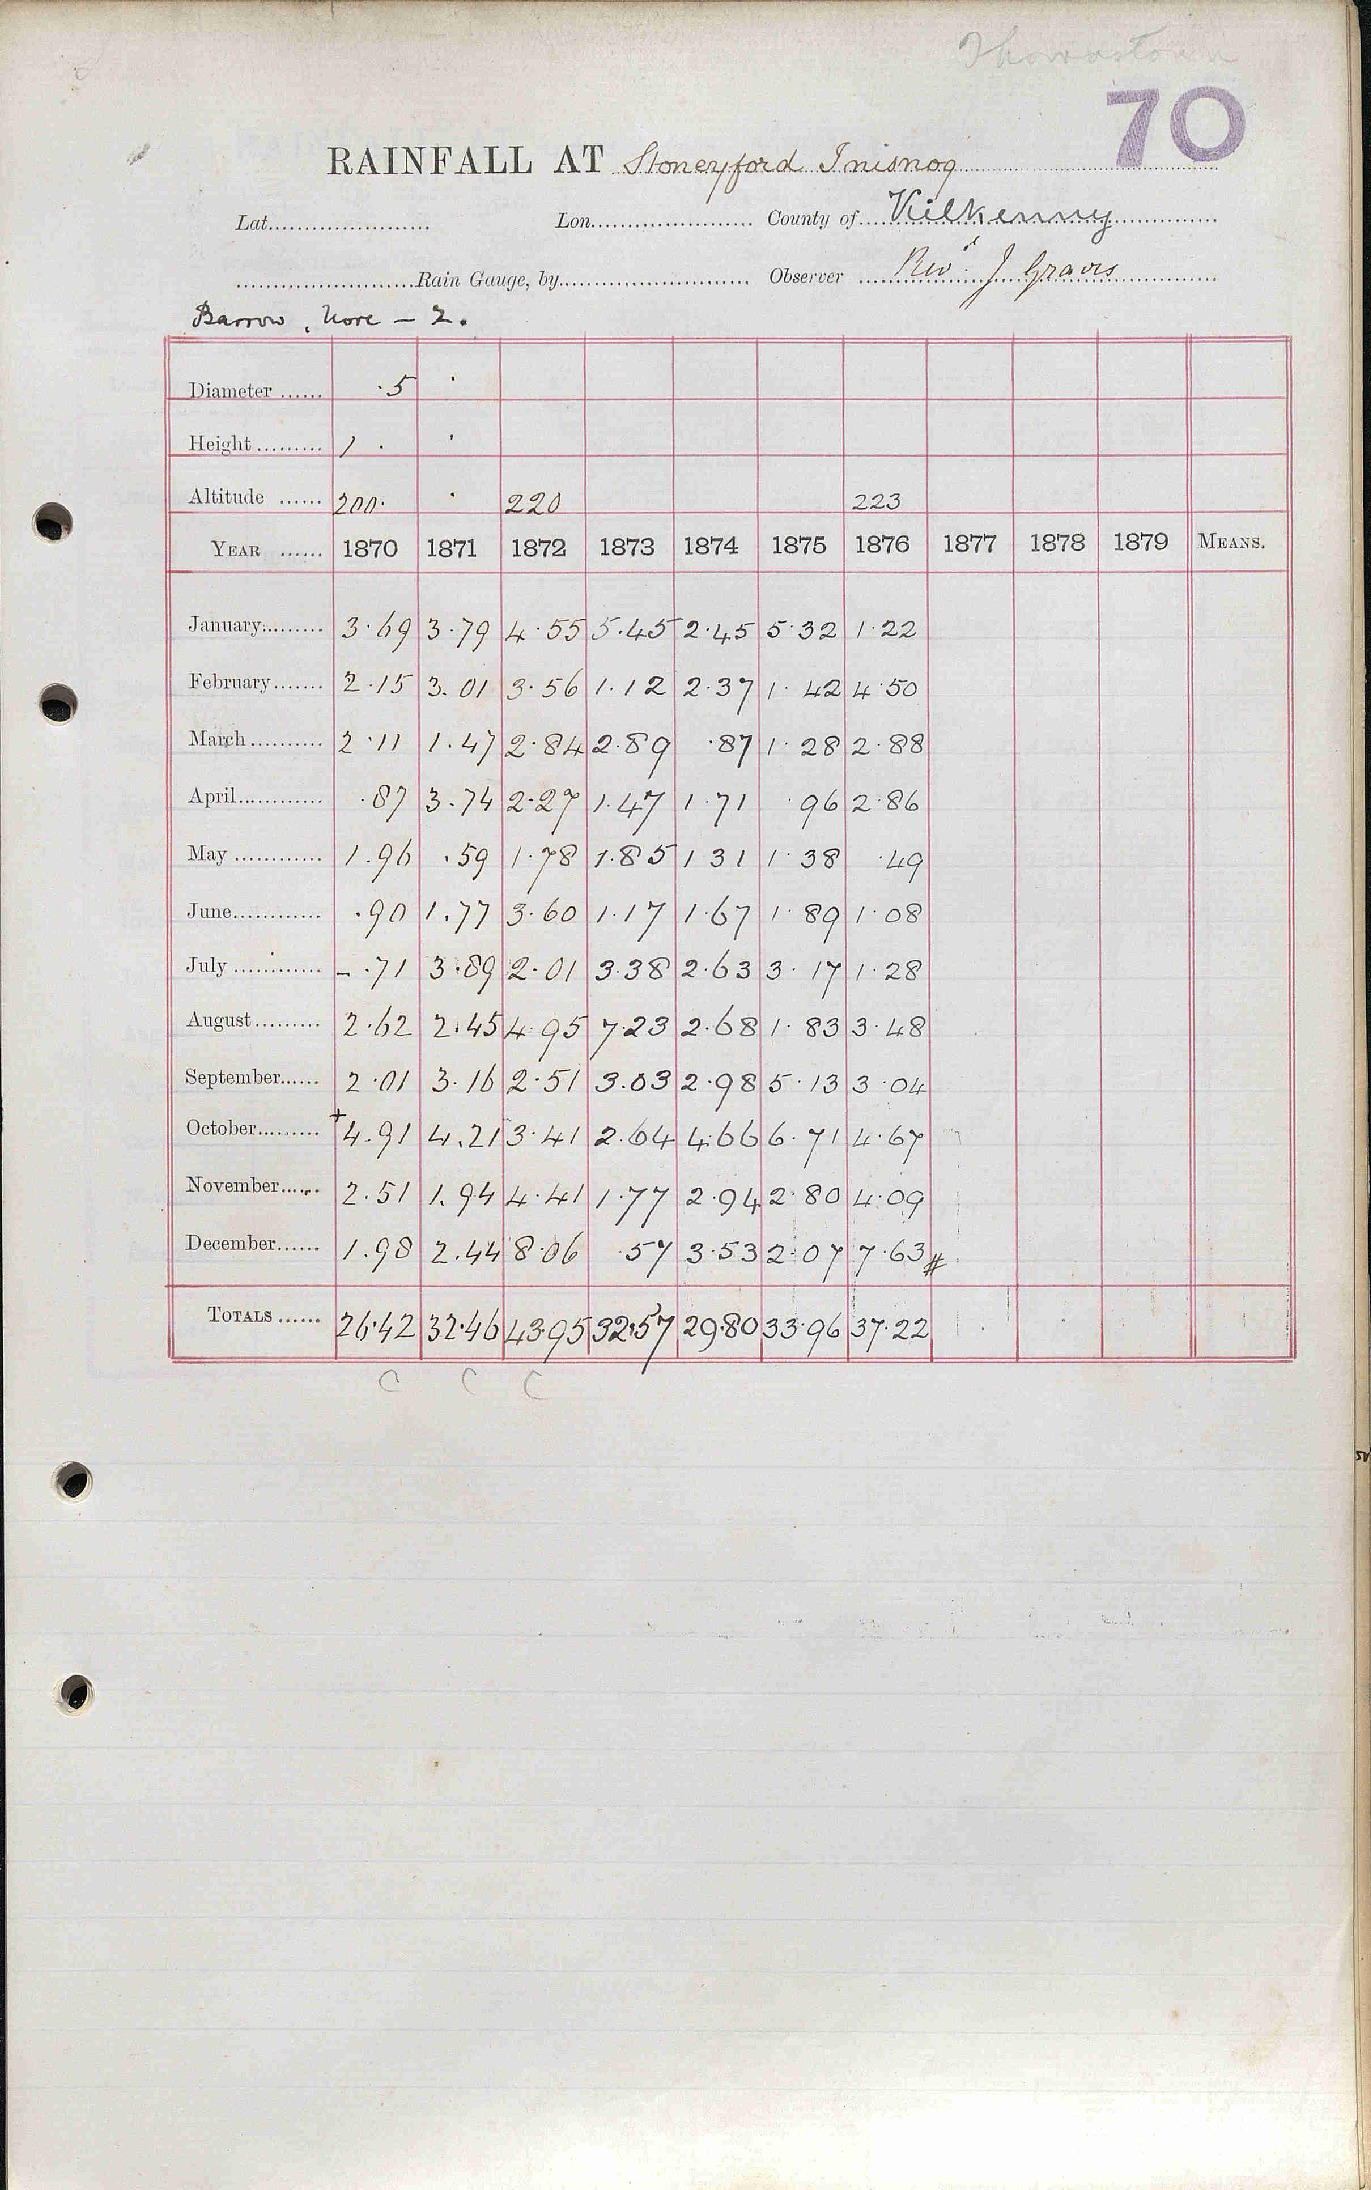 Thomastown
70
RAINFALL AT Stoneyford Inisnog
Lat. Lon. County of Kilkenny
Rain Gauge, by Observer Revd. J Graves
Barrow, Nore – 2.
Diameter ...... ·5 ·
Height ......... 1 · ·
Altitude ...... 200· · 220 223
YEAR ...... 1870 1871 1872 1873 1874 1875 1876 1877 1878 1879 MEANS.
January ......... 3·69 3·79 4·55 5·45 2·45 5·32 1·22
February ....... 2·15 3·01 3·56 1·12 2·37 1·42 4·50
March .......... 2·11 1·47 2·84 2·89 ·87 1·28 2·88
April ............ ·87 3·74 2·27 1·47 1·71 ·96 2·86
May ............ 1·96 ·59 1·78 1·85 1 31 1·38 ·49
June ............ ·90 1·77 3·60 1·17 1·67 1·89 1·08
July ............ – ·71 3·89 2·01 3·38 2·63 3·17 1·28
August ......... 2·62 2·45 4·95 7·23 2·68 1·83 3·48
September ...... 2·01 3·16 2·51 3·03 2·98 5·13 3·04
October ......... +4·91 4·21 3·41 2·64 4·66 6·71 4·67
November ...... 2·51 1·94 4·41 1·77 2·94 2·80 4·09
December ...... 1·98 2·44 8·06 ·57 3·53 2·07 7·63 #
TOTALS ...... 26·42 32·46 43·95 32·57 29·80 33·96 37·22
C C C